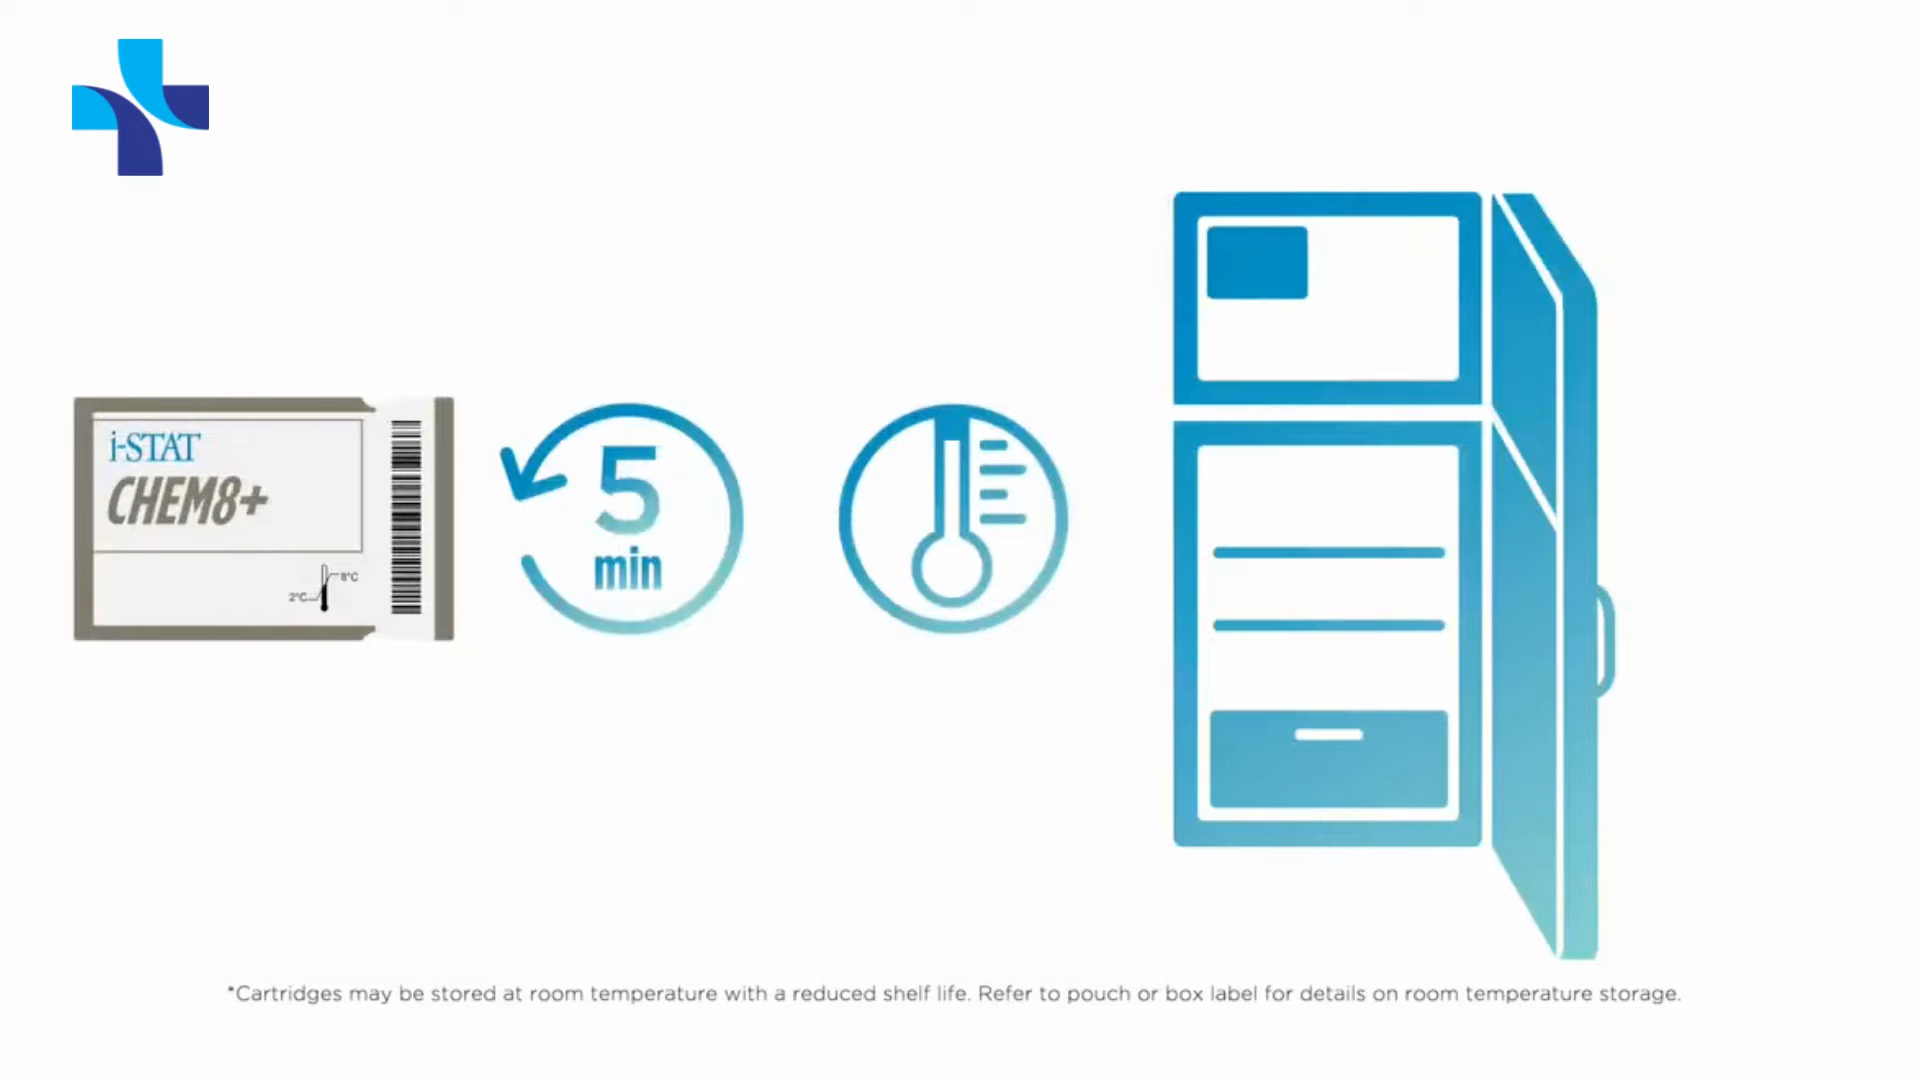 i-STAT
CHEM8+
8°C
2°C
5
min
*Cartridges may be stored at room temperature with a reduced shelf life. Refer to pouch or box label for details on room temperature storage.